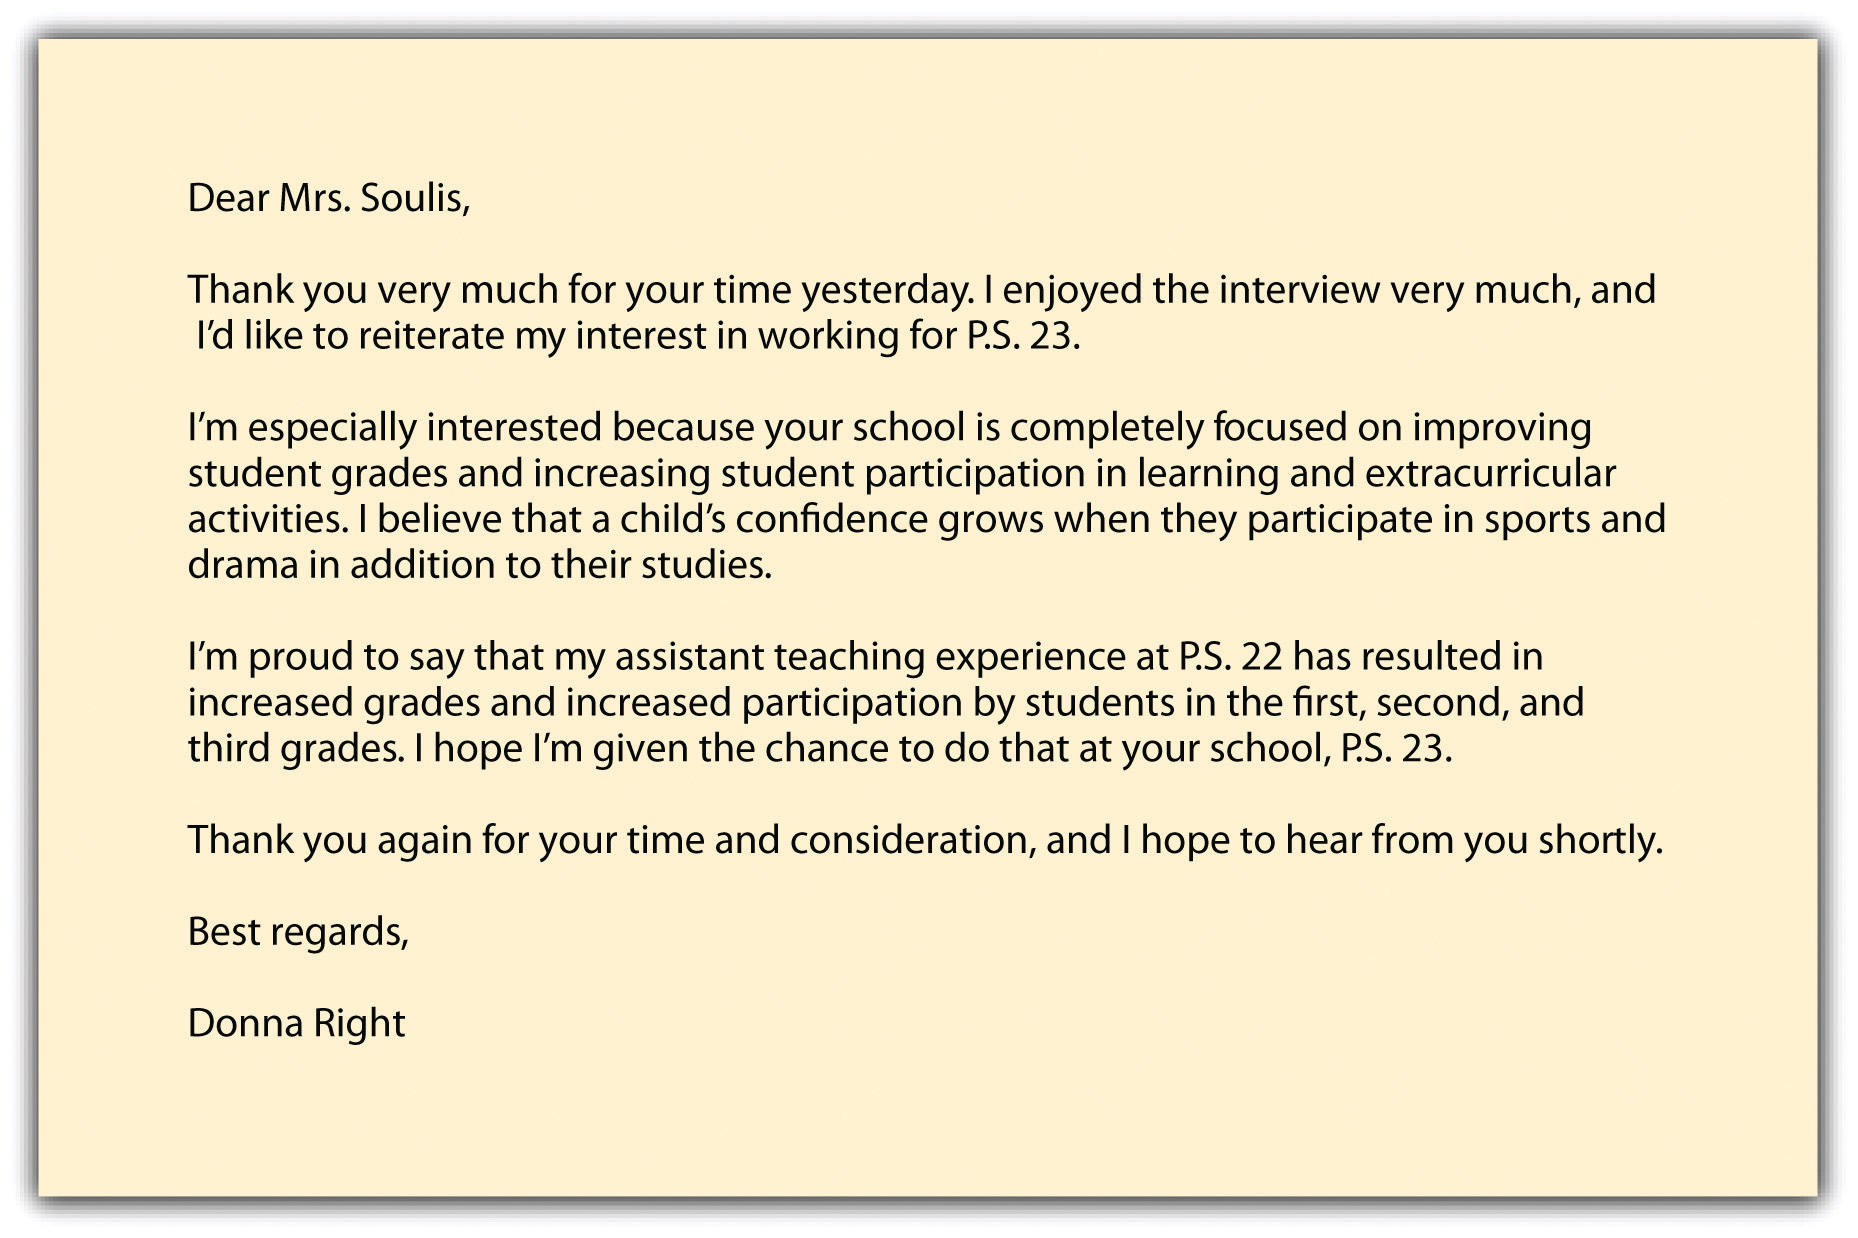 Dear Mrs. Soulis,
Thank you very much for your time yesterday. I enjoyed the interview very much, and
I’d like to reiterate my interest in working for P.S. 23.
I’m especially interested because your school is completely focused on improving
student grades and increasing student participation in learning and extracurricular
activities. I believe that a child’s confidence grows when they participate in sports and
drama in addition to their studies.
I’m proud to say that my assistant teaching experience at P.S. 22 has resulted in
increased grades and increased participation by students in the first, second, and
third grades. I hope I’m given the chance to do that at your school, P.S. 23.
Thank you again for your time and consideration, and I hope to hear from you shortly.
Best regards,
Donna Right